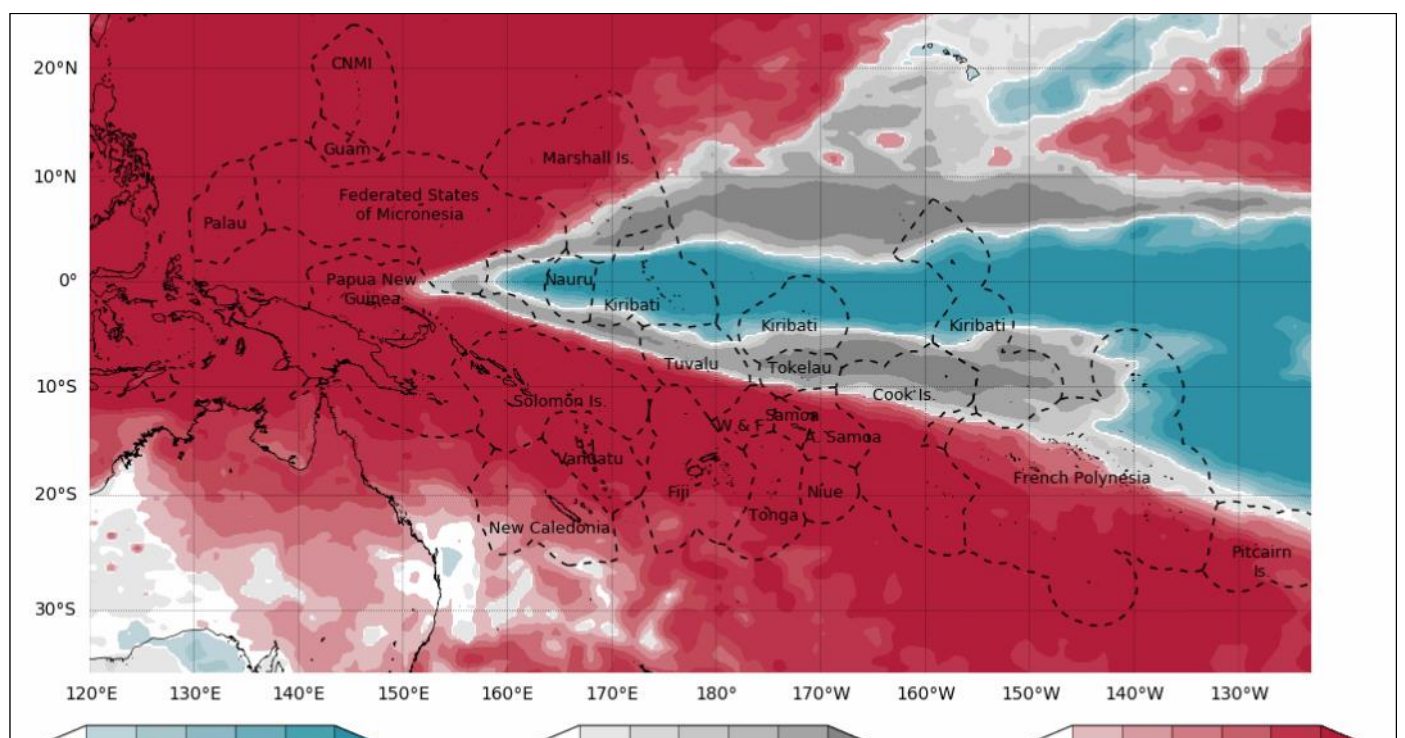 20°N
CNMI
Guam
Marshall Is.
10°N
Federated States
of Micronesia
Palau
0°
Papua New
Guinea
Nauru
Kiribati
Kiribati
Kiribati
Tuvalu
Tokelau
10°S
Solomon Is.
Cook Is.
W & F
Samoa
A. Samoa
Vanuatu
French Polynesia
20°S
Fiji
Niue
Tonga
New Caledonia
Pitcairn
Is.
30°S
120°E 130°E 140°E 150°E 160°E 170°E 180° 170°W 160°W 150°W 140°W 130°W